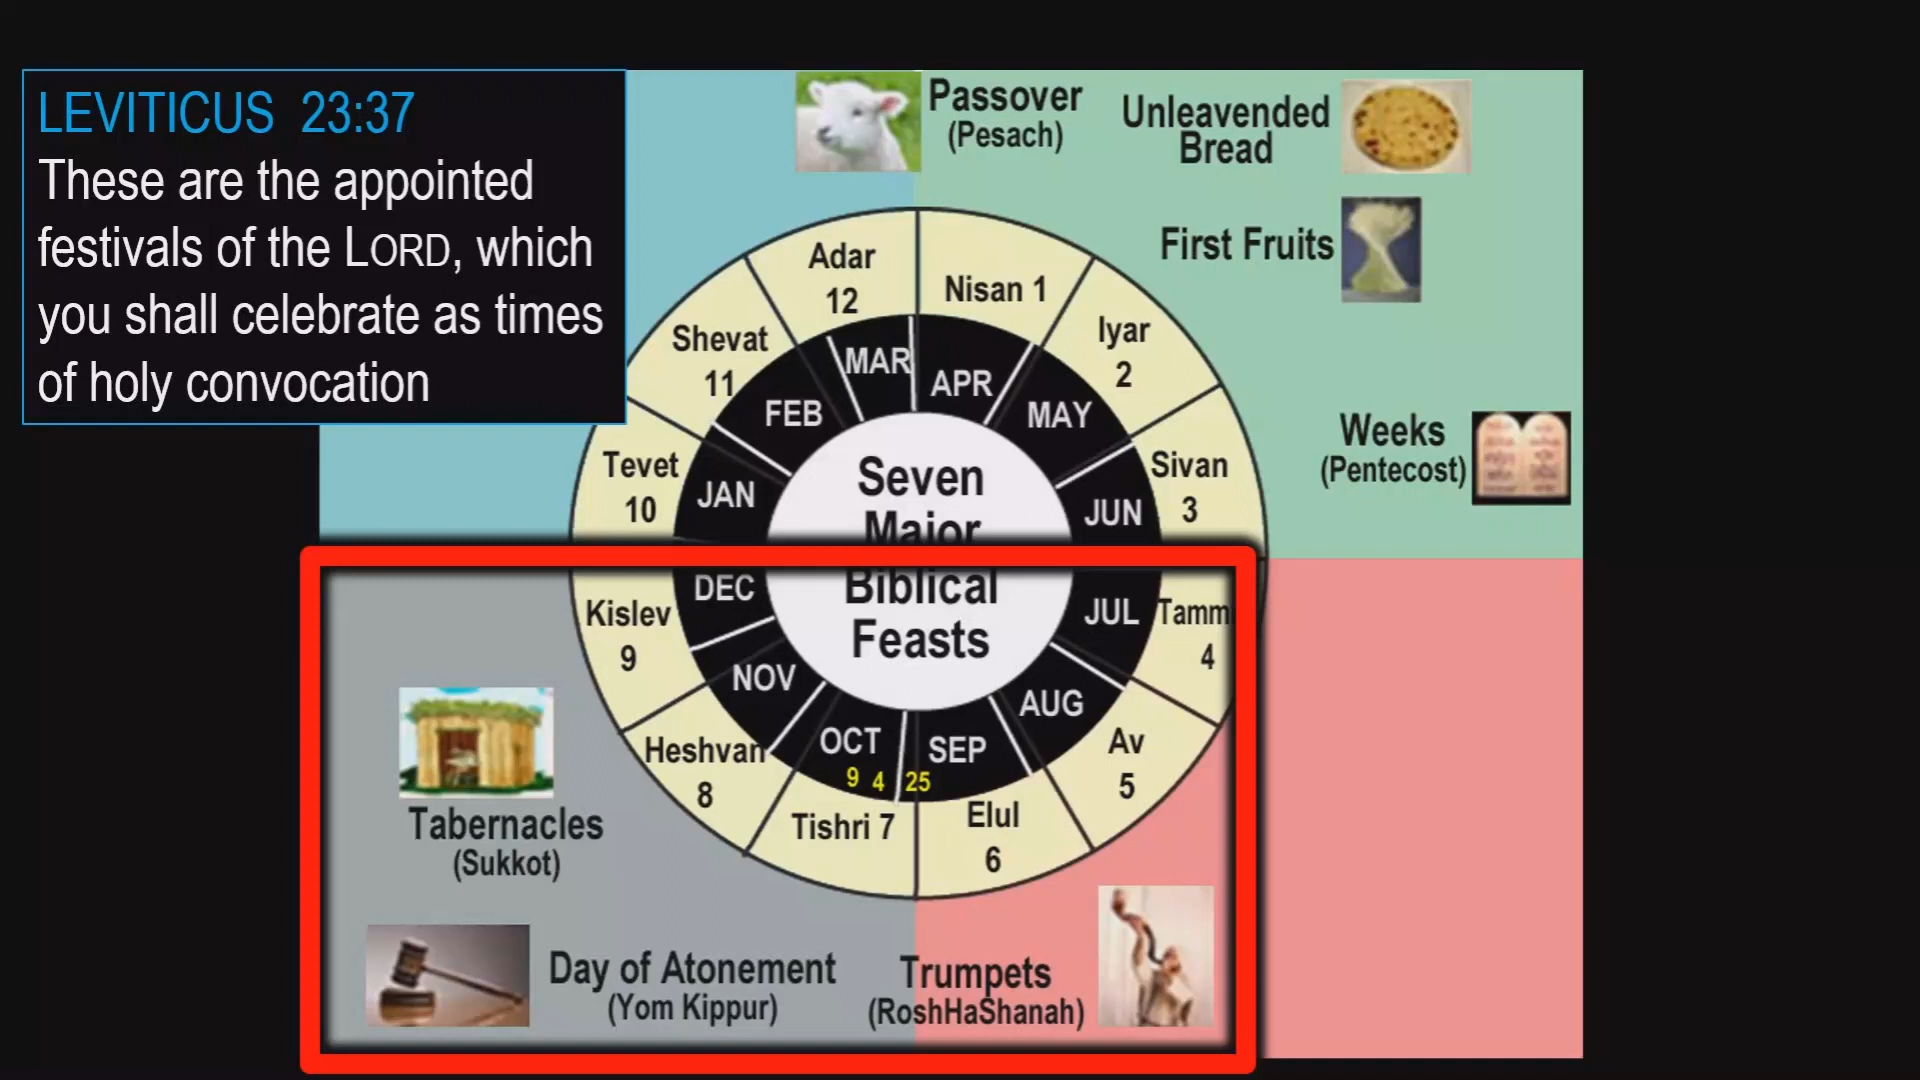 LEVITICUS 23:37
These are the appointed
festivals of the LORD, which
you shall celebrate as times
of holy convocation
Passover
(Pesach)
Unleavended
Bread
First Fruits
Weeks
(Pentecost)
Adar
12
Nisan 1
Iyar
2
Sivan
3
Tamm
4
Av
5
Elul
6
Tishri 7
Heshvan
8
Kislev
9
Tevet
10
Shevat
11
MAR
APR
MAY
JUN
JUL
AUG
SEP
25
OCT
9 4
NOV
DEC
JAN
FEB
Seven
Major
Biblical
Feasts
Tabernacles
(Sukkot)
Day of Atonement
(Yom Kippur)
Trumpets
(RoshHaShanah)